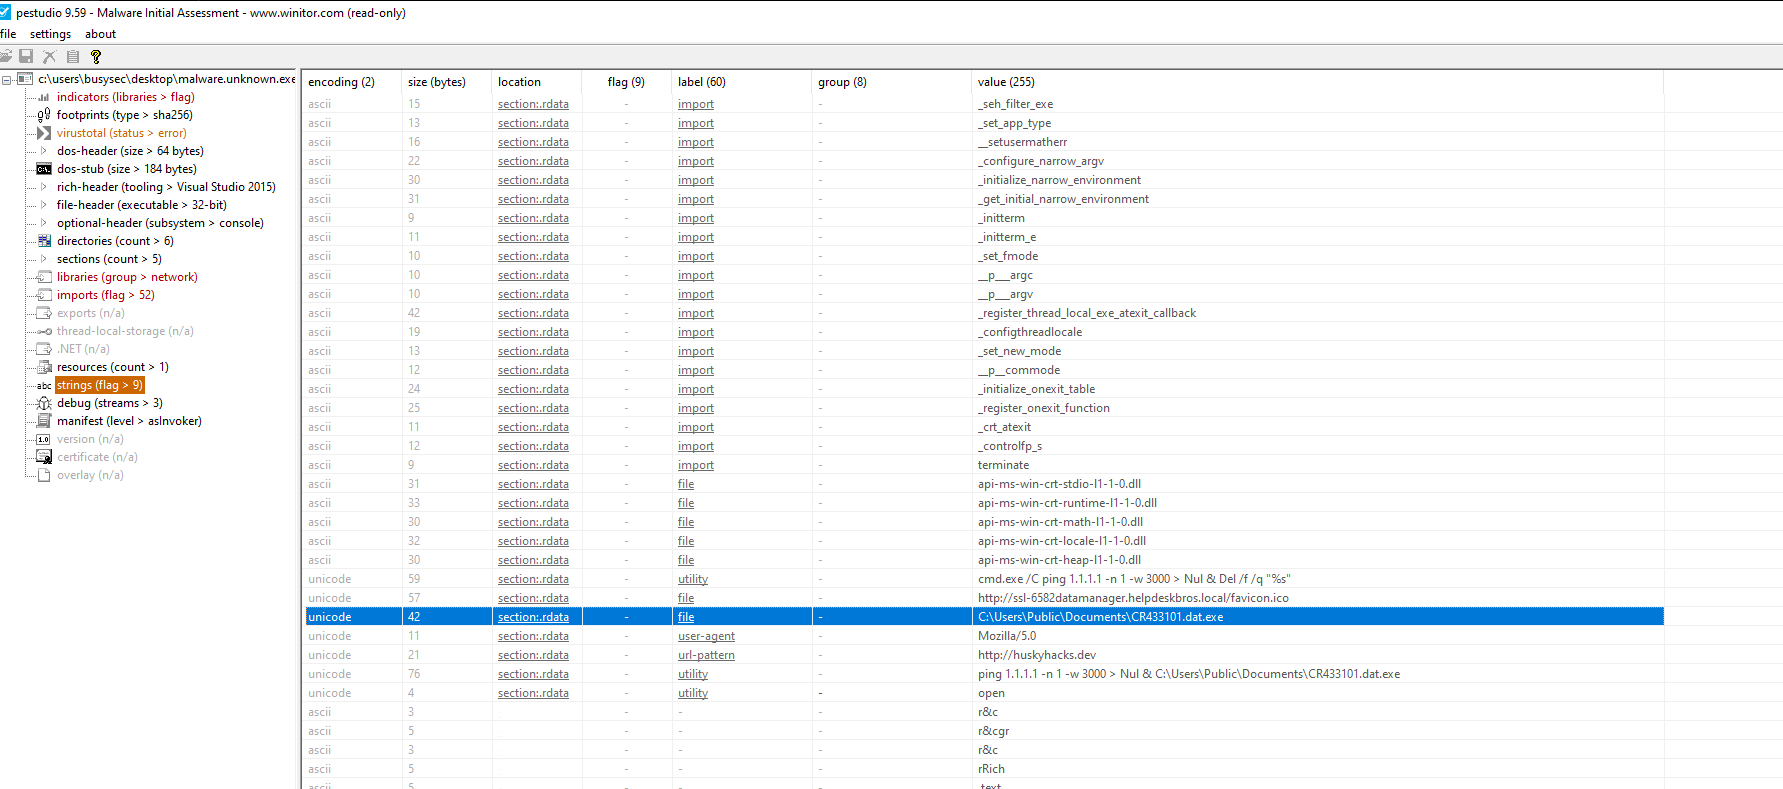 pestudio 9.59 - Malware Initial Assessment - www.winitor.com (read-only)
file settings about
c:\users\busysec\desktop\malware.unknown.exe
indicators (libraries > flag)
footprints (type > sha256)
virustotal (status > error)
dos-header (size > 64 bytes)
dos-stub (size > 184 bytes)
rich-header (tooling > Visual Studio 2015)
file-header (executable > 32-bit)
optional-header (subsystem > console)
directories (count > 6)
sections (count > 5)
libraries (group > network)
imports (flag > 52)
exports (n/a)
thread-local-storage (n/a)
.NET (n/a)
resources (count > 1)
abc strings (flag > 9)
debug (streams > 3)
manifest (level > asInvoker)
1.0 version (n/a)
certificate (n/a)
overlay (n/a)
encoding (2) size (bytes) location flag (9) label (60) group (8) value (255)
ascii 15 section:.rdata - import - _seh_filter_exe
ascii 13 section:.rdata - import - _set_app_type
ascii 16 section:.rdata - import - __setusermatherr
ascii 22 section:.rdata - import - _configure_narrow_argv
ascii 30 section:.rdata - import - _initialize_narrow_environment
ascii 31 section:.rdata - import - _get_initial_narrow_environment
ascii 9 section:.rdata - import - _initterm
ascii 11 section:.rdata - import - _initterm_e
ascii 10 section:.rdata - import - _set_fmode
ascii 10 section:.rdata - import - __p___argc
ascii 10 section:.rdata - import - __p___argv
ascii 42 section:.rdata - import - _register_thread_local_exe_atexit_callback
ascii 19 section:.rdata - import - _configthreadlocale
ascii 13 section:.rdata - import - _set_new_mode
ascii 12 section:.rdata - import - __p__commode
ascii 24 section:.rdata - import - _initialize_onexit_table
ascii 25 section:.rdata - import - _register_onexit_function
ascii 11 section:.rdata - import - _crt_atexit
ascii 12 section:.rdata - import - _controlfp_s
ascii 9 section:.rdata - import - terminate
ascii 31 section:.rdata - file - api-ms-win-crt-stdio-l1-1-0.dll
ascii 33 section:.rdata - file - api-ms-win-crt-runtime-l1-1-0.dll
ascii 30 section:.rdata - file - api-ms-win-crt-math-l1-1-0.dll
ascii 32 section:.rdata - file - api-ms-win-crt-locale-l1-1-0.dll
ascii 30 section:.rdata - file - api-ms-win-crt-heap-l1-1-0.dll
unicode 59 section:.rdata - utility - cmd.exe /C ping 1.1.1.1 -n 1 -w 3000 > Nul & Del /f /q "%s"
unicode 57 section:.rdata - file - http://ssl-6582datamanager.helpdeskbros.local/favicon.ico
unicode 42 section:.rdata - file - C:\Users\Public\Documents\CR433101.dat.exe
unicode 11 section:.rdata - user-agent - Mozilla/5.0
unicode 21 section:.rdata - url-pattern - http://huskyhacks.dev
unicode 76 section:.rdata - utility - ping 1.1.1.1 -n 1 -w 3000 > Nul & C:\Users\Public\Documents\CR433101.dat.exe
unicode 4 section:.rdata - utility - open
ascii 3 - - - r&c
ascii 5 - - - r&cgr
ascii 3 - - - r&c
ascii 5 - - - rRich
ascii 5 - - - .text